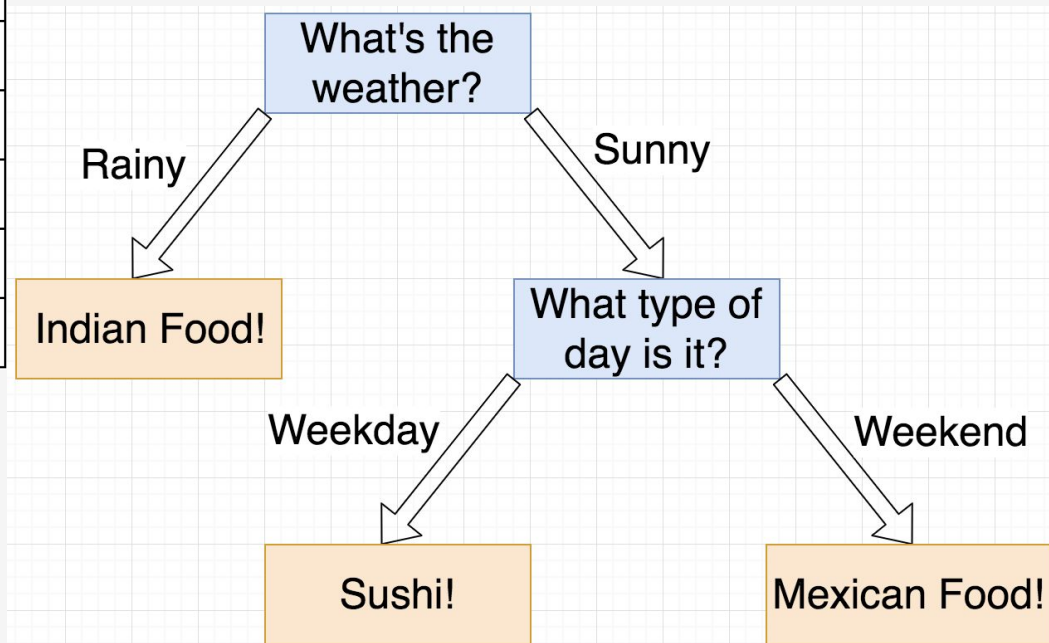 What's the
weather?
Rainy
Sunny
Indian Food!
What type of
day is it?
Weekday
Weekend
Sushi!
Mexican Food!